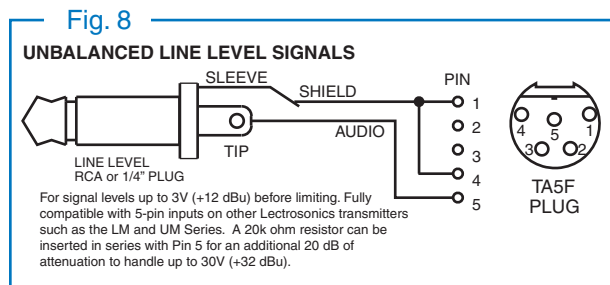 Fig. 8
UNBALANCED LINE LEVEL SIGNALS
SLEEVE
SHIELD
PIN
1
2
3
4
5
AUDIO
TIP
LINE LEVEL
RCA or 1/4" PLUG
4
5
1
3
2
TA5F
PLUG
For signal levels up to 3V (+12 dBu) before limiting. Fully
compatible with 5-pin inputs on other Lectrosonics transmitters
such as the LM and UM Series. A 20k ohm resistor can be
inserted in series with Pin 5 for an additional 20 dB of
attenuation to handle up to 30V (+32 dBu).